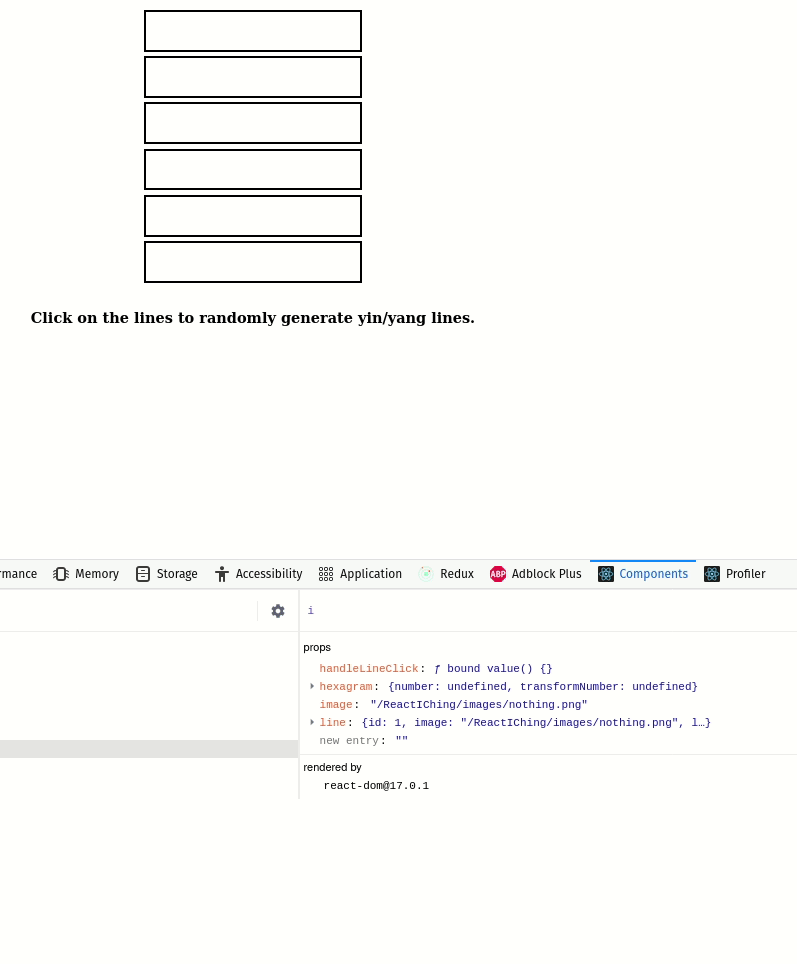 Click on the lines to randomly generate yin/yang lines.
rmance Memory Storage Accessibility Application Redux ABP Adblock Plus Components Profiler
i
props
handleLineClick: ƒ bound value() {}
hexagram: {number: undefined, transformNumber: undefined}
image: "/ReactIChing/images/nothing.png"
line: {id: 1, image: "/ReactIChing/images/nothing.png", l…}
new entry: ""
rendered by
react-dom@17.0.1